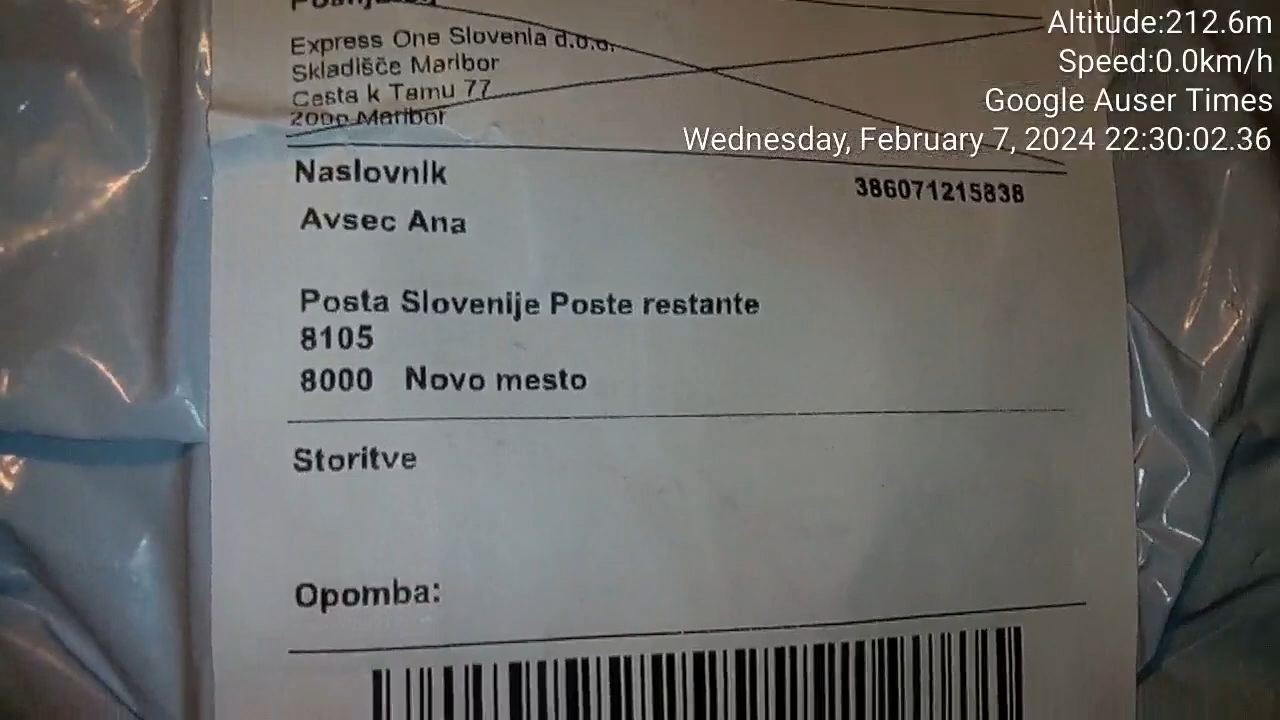 Express One Slovenia d.o.o.
Skladišče Maribor
Cesta k Tamu 77
2000 Maribor
Altitude:212.6m
Speed:0.0km/h
Google Auser Times
Wednesday, February 7, 2024 22:30:02.36
Naslovnik
386071215838
Avsec Ana
Posta Slovenije Poste restante
8105
8000 Novo mesto
Storitve
Opomba: